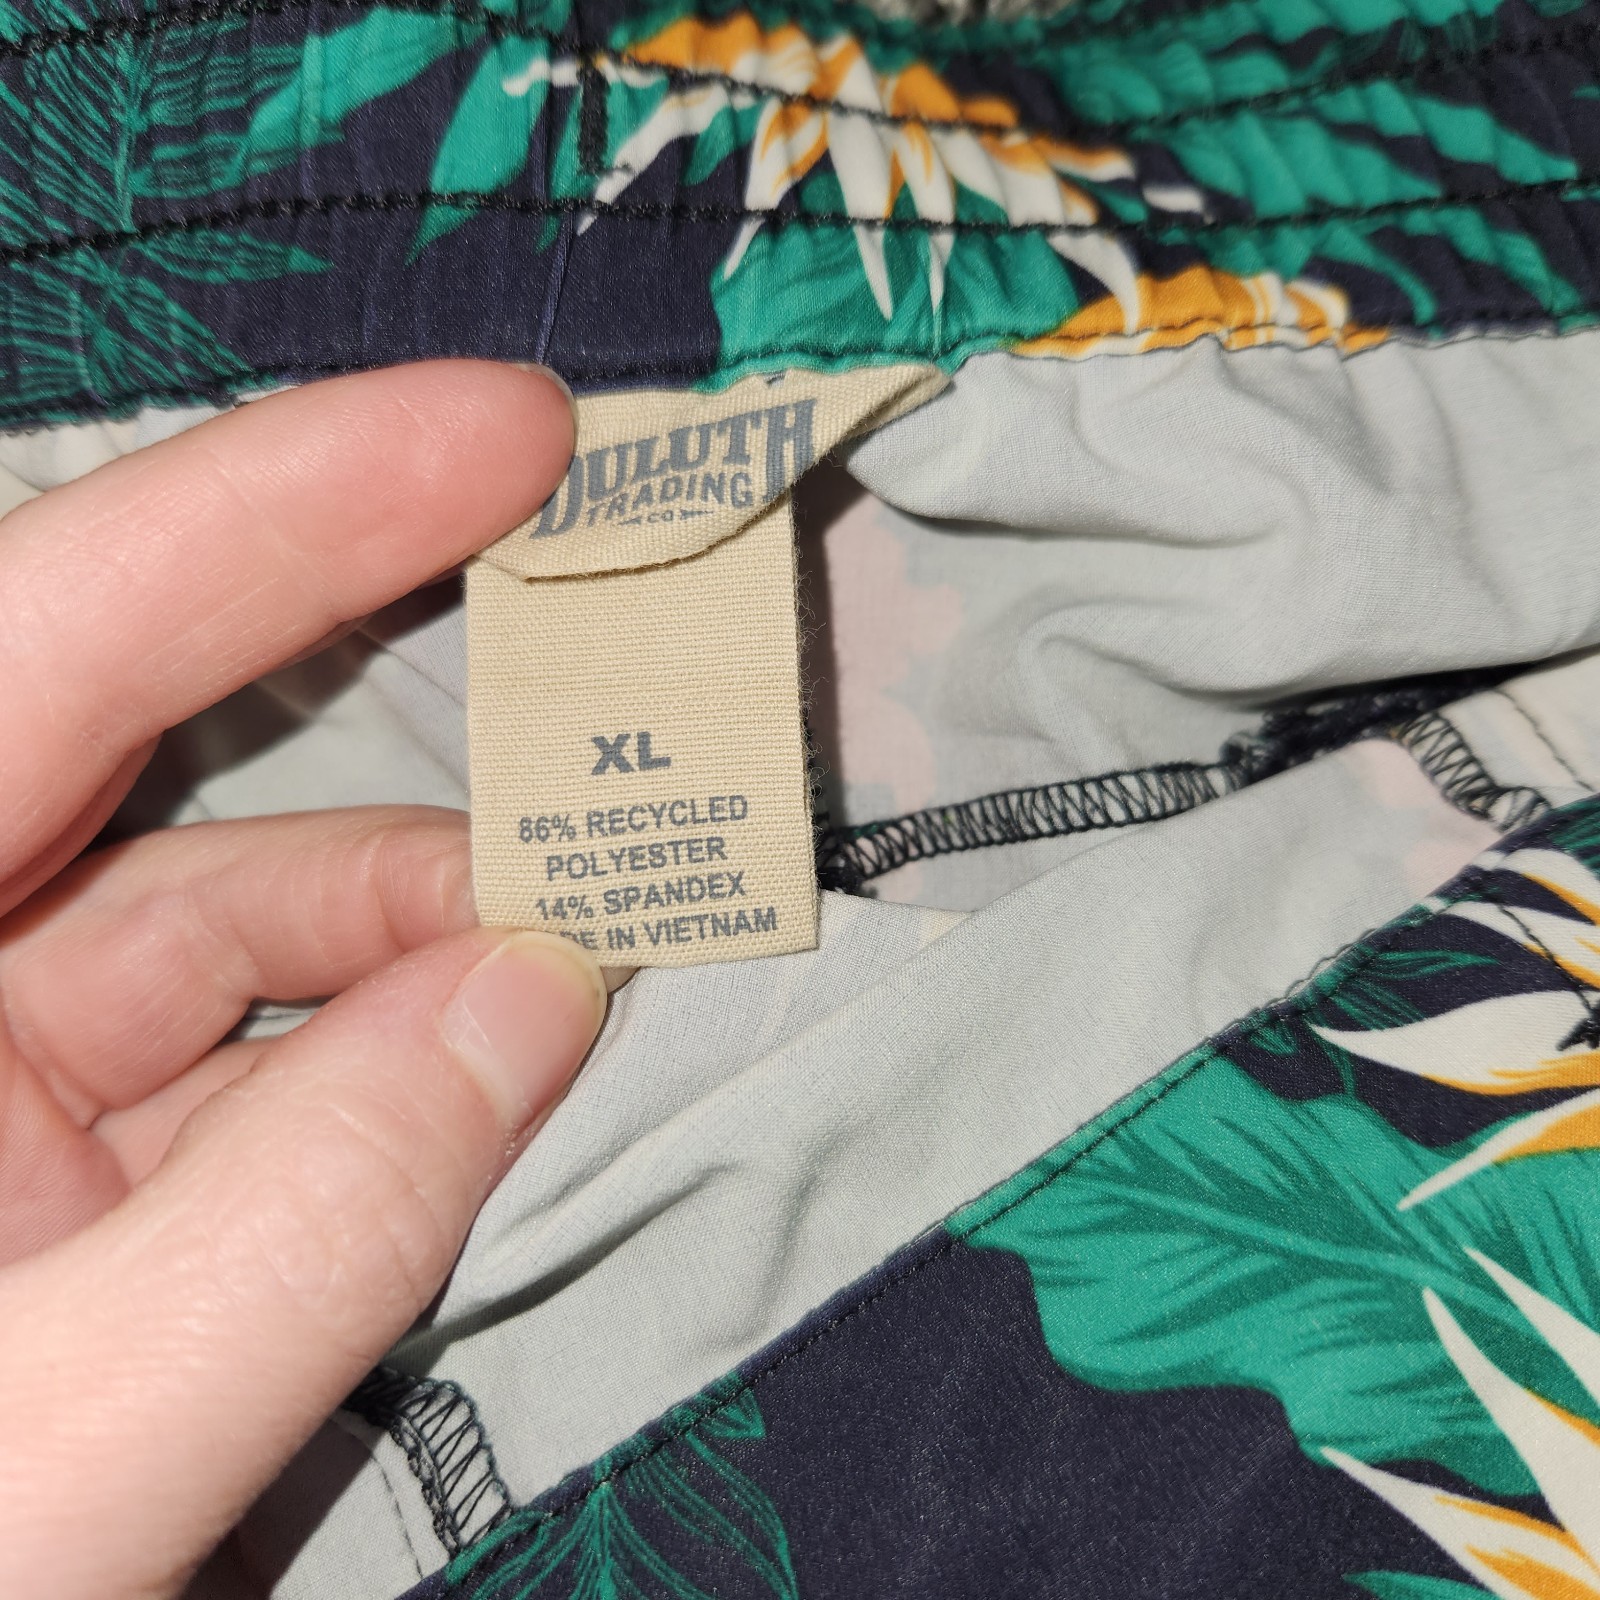 DULUTH
TRADING
CO
XL
86% RECYCLED
POLYESTER
14% SPANDEX
IN VIETNAM